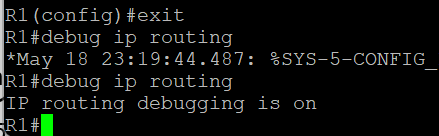 R1(config)#exit
R1#debug ip routing
*May 18 23:19:44.487: %SYS-5-CONFIG_
R1#debug ip routing
IP routing debugging is on
R1#